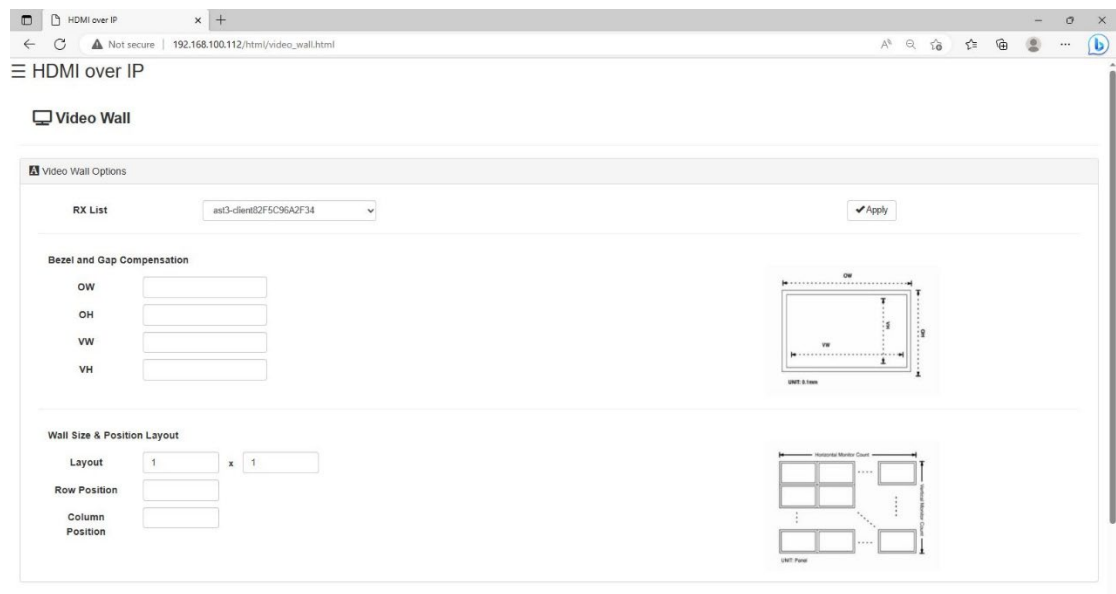 HDMI over IP
Not secure | 192.168.100.112/html/video_wall.html
☰ HDMI over IP
Video Wall
Video Wall Options
RX List ast3-client82F5C96A2F34 Apply
Bezel and Gap Compensation
OW
OH
VW
VH
OW
VH
OH
VW
UNIT: 0.1mm
Wall Size & Position Layout
Layout 1 x 1
Row Position
Column
Position
Horizontal Monitor Count
Vertical Monitor Count
UNIT: Panel